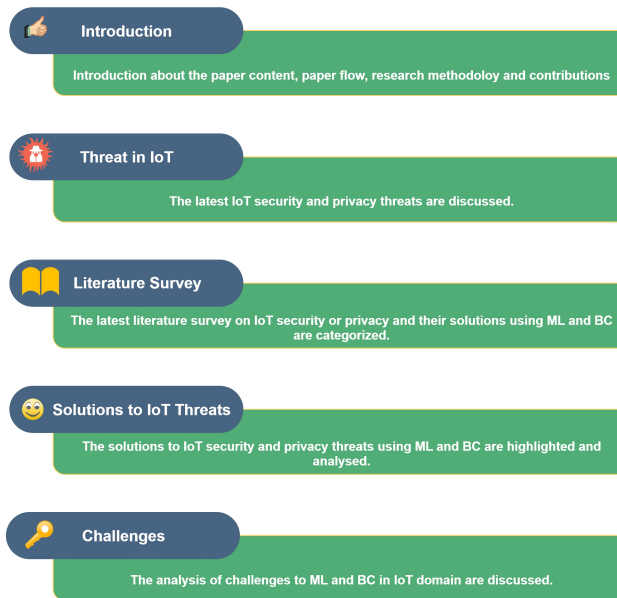 Introduction
Introduction about the paper content, paper flow, research methodoloy and contributions
Threat in IoT
The latest IoT security and privacy threats are discussed.
Literature Survey
The latest literature survey on IoT security or privacy and their solutions using ML and BC
are categorized.
Solutions to IoT Threats
The solutions to IoT security and privacy threats using ML and BC are highlighted and
analysed.
Challenges
The analysis of challenges to ML and BC in IoT domain are discussed.